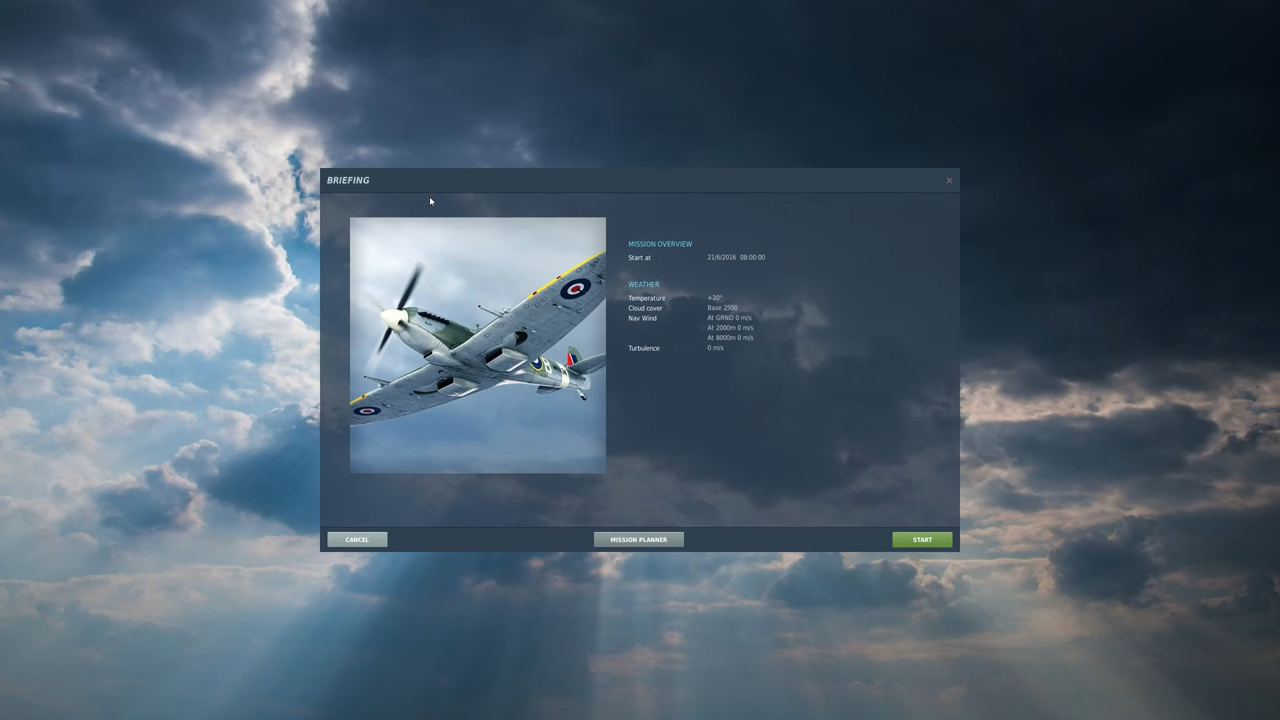 BRIEFING
×
MISSION OVERVIEW
Start at 21/6/2016 08:00:00
WEATHER
Temperature +20°
Cloud cover Base 2500
Nav Wind At GRND 0 m/s
At 2000m 0 m/s
At 8000m 0 m/s
Turbulence 0 m/s
CANCEL MISSION PLANNER START